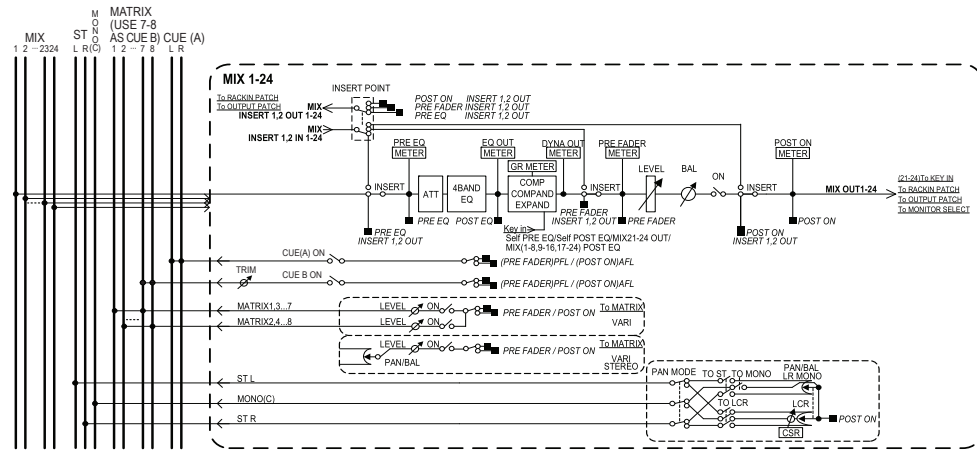 MIX
1 2 ···2324
ST
L R
MONO
(C)
MATRIX
(USE 7-8
AS CUE B)
1 2 ··· 7 8
CUE (A)
L R
MIX 1-24
INSERT POINT
To RACKIN PATCH
To OUTPUT PATCH
MIX
INSERT 1,2 OUT 1-24
POST ON INSERT 1,2 OUT
PRE FADER INSERT 1,2 OUT
PRE EQ INSERT 1,2 OUT
MIX
INSERT 1,2 IN 1-24
PRE EQ
METER
EQ OUT
METER
DYNA OUT
METER
PRE FADER
METER
POST ON
METER
GR METER
LEVEL
BAL
ON
INSERT
ATT
4BAND
EQ
COMP
COMPAND
EXPAND
INSERT
INSERT
MIX OUT1-24
(21-24)To KEY IN
To RACKIN PATCH
To OUTPUT PATCH
To MONITOR SELECT
PRE EQ
POST EQ
PRE EQ
INSERT 1,2 OUT
PRE FADER
INSERT 1,2 OUT
PRE FADER
POST ON
POST ON
INSERT 1,2 OUT
Key in
Self PRE EQ/Self POST EQ/MIX21-24 OUT/
MIX(1-8,9-16,17-24) POST EQ
CUE(A) ON
(PRE FADER)PFL / (POST ON)AFL
TRIM
CUE B ON
(PRE FADER)PFL / (POST ON)AFL
MATRIX1,3...7
LEVEL
ON
PRE FADER / POST ON
To MATRIX
MATRIX2,4...8
LEVEL
ON
VARI
LEVEL
ON
PAN/BAL
PRE FADER / POST ON
To MATRIX
VARI
STEREO
ST L
MONO(C)
ST R
PAN MODE
TO ST
TO MONO
PAN/BAL
LR MONO
TO LCR
LCR
CSR
POST ON